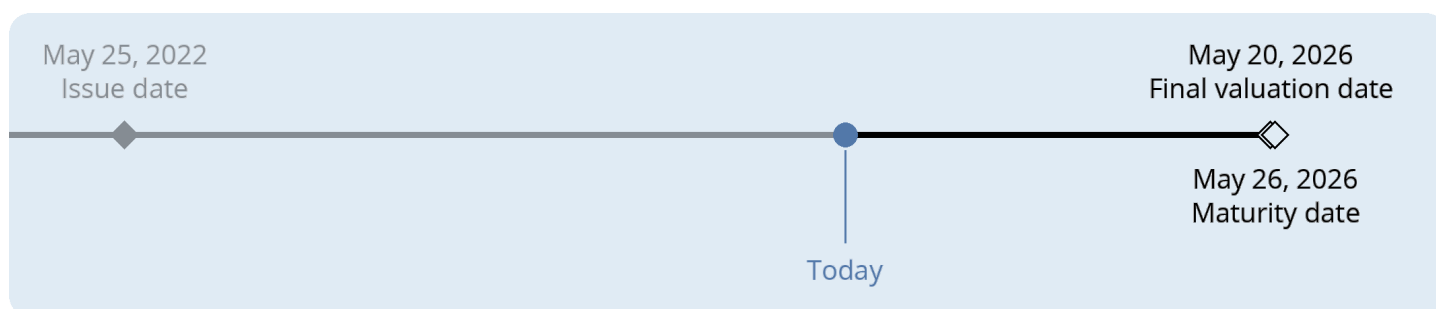 May 25, 2022
Issue date
May 20, 2026
Final valuation date
May 26, 2026
Maturity date
Today